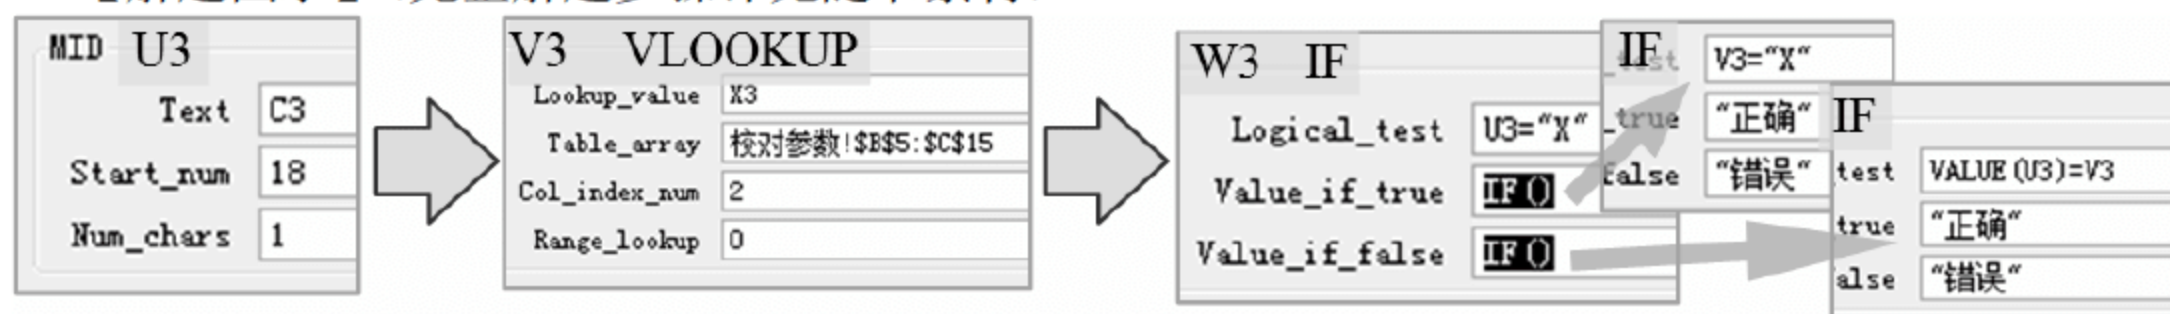 MID U3
Text C3
Start_num 18
Num_chars 1
V3 VLOOKUP
Lookup_value X3
Table_array 校对参数!$B$5:$C$15
Col_index_num 2
Range_lookup 0
W3 IF
Logical_test U3="X"
Value_if_true IF()
Value_if_false IF()
IF
_test V3="X"
_true "正确"
false "错误"
IF
test VALUE(U3)=V3
true "正确"
alse "错误"